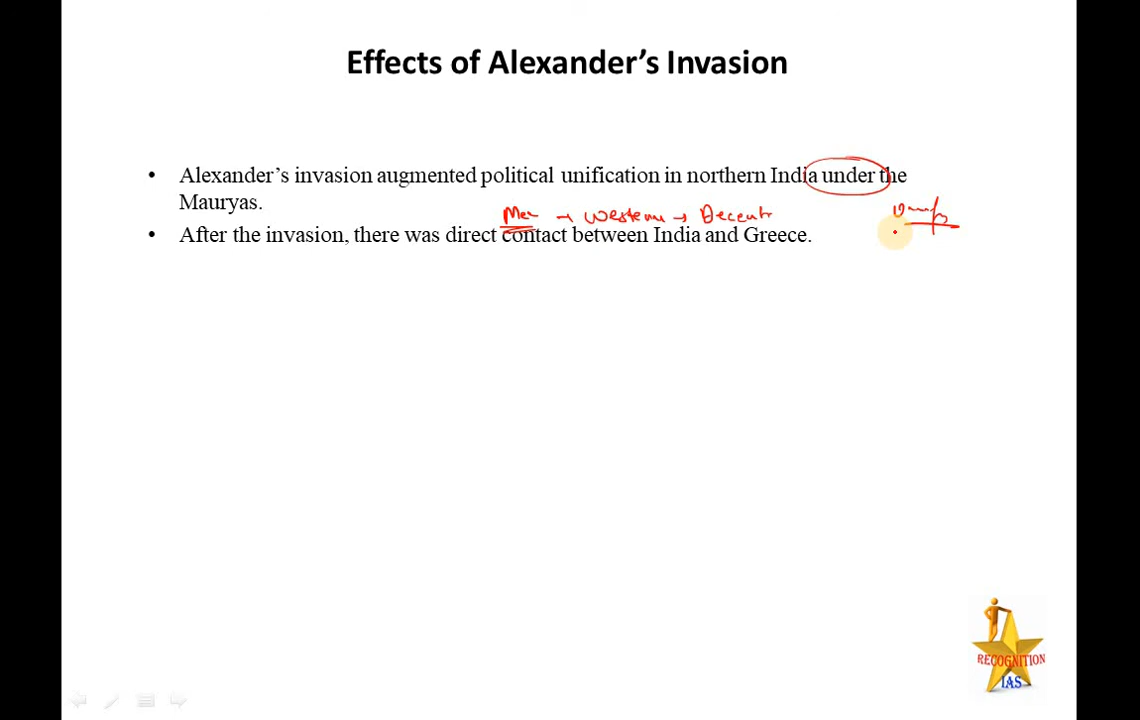 Effects of Alexander's Invasion
• Alexander's invasion augmented political unification in northern India under the
Mauryas.
Western →
• After the invasion, there was direct contact between India and Greece.
RECOGNITION
IAS